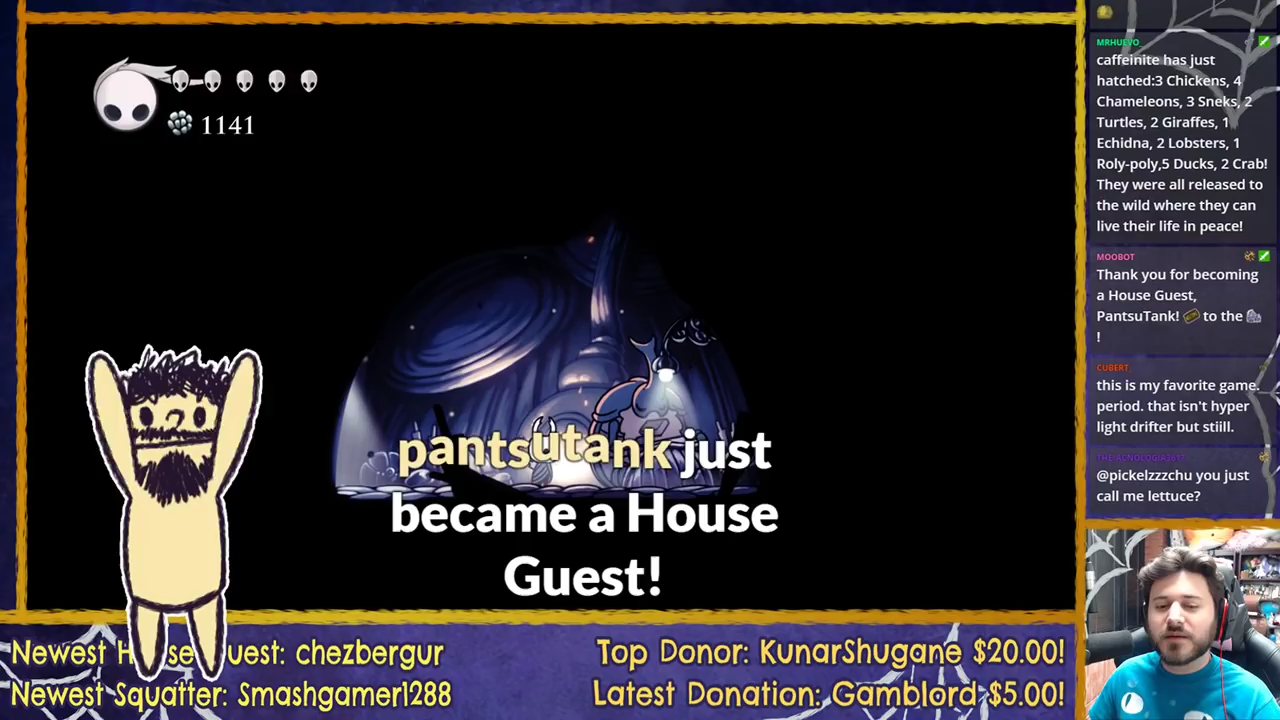 1141
pantsutank just
became a House
Guest!
MRHUEVO_
caffeinite has just
hatched:3 Chickens, 4
Chameleons, 3 Sneks, 2
Turtles, 2 Giraffes, 1
Echidna, 2 Lobsters, 1
Roly-poly,5 Ducks, 2 Crab!
They were all released to
the wild where they can
live their life in peace!
MOOBOT
Thank you for becoming
a House Guest,
PantsuTank! to the
!
CUBERT
this is my favorite game.
period. that isn't hyper
light drifter but stiill.
@pickelzzzchu you just
call me lettuce?
Newest House Guest: chezbergur
Newest Squatter: Smashgamer1288
Top Donor: KunarShugane $20.00!
Latest Donation: Gamblord $5.00!